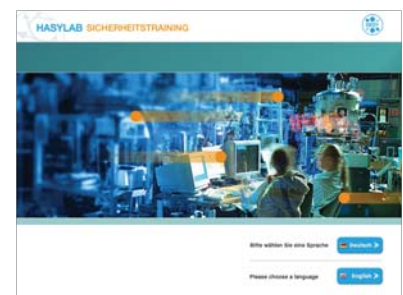 HASYLAB SICHERHEITSTRAINING
Bitte wählen Sie eine Sprache
Deutsch >
Please choose a language
English >